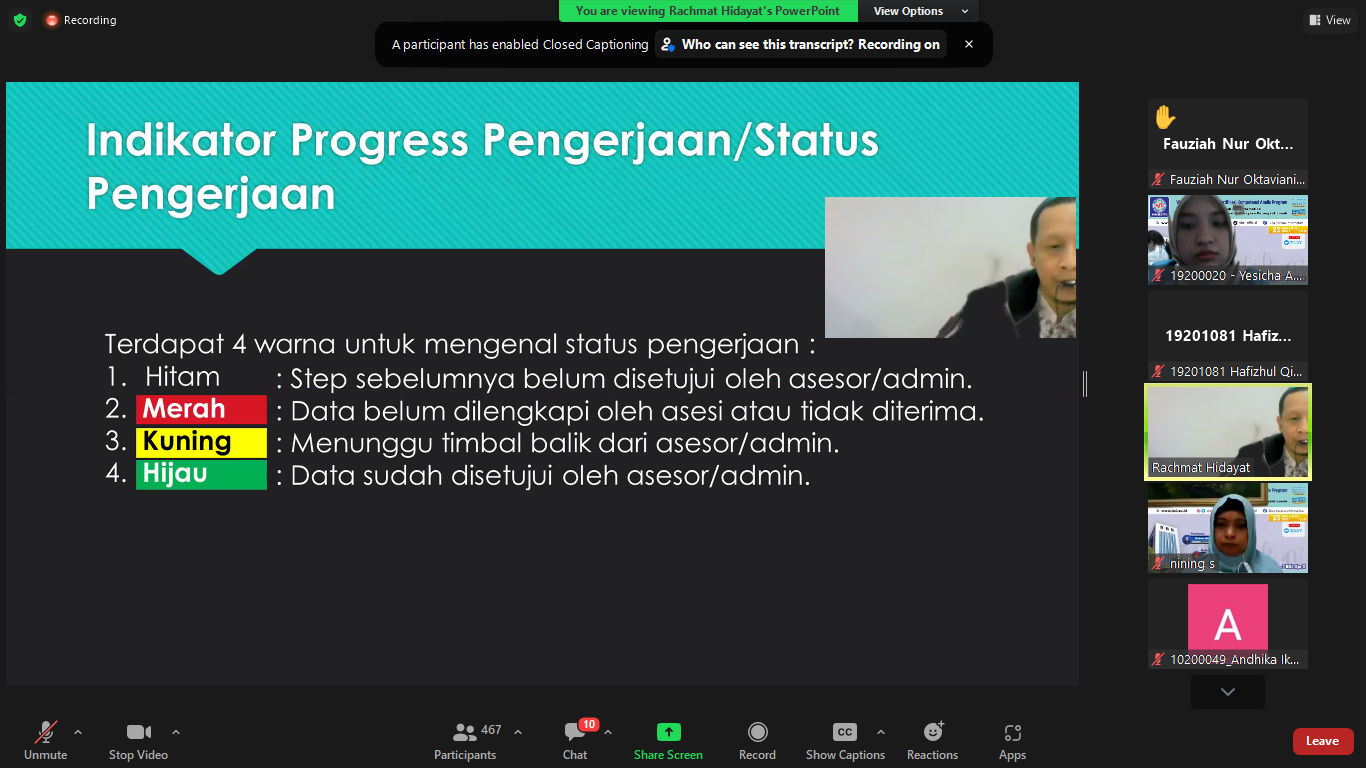 Recording
You are viewing Rachmat Hidayat's PowerPoint
View Options
View
A participant has enabled Closed Captioning
Who can see this transcript? Recording on
Indikator Progress Pengerjaan/Status
Pengerjaan
Terdapat 4 warna untuk mengenal status pengerjaan :
1. Hitam : Step sebelumnya belum disetujui oleh asesor/admin.
2. Merah : Data belum dilengkapi oleh asesi atau tidak diterima.
3. Kuning : Menunggu timbal balik dari asesor/admin.
4. Hijau : Data sudah disetujui oleh asesor/admin.
Fauziah Nur Okt...
Fauziah Nur Oktaviani...
19200020 - Yesicha A...
19201081 Hafiz...
19201081 Hafizhul Qi...
Rachmat Hidayat
nining s
A
10200049_Andhika Ik...
Unmute
Stop Video
467
Participants
10
Chat
Share Screen
Record
CC
Show Captions
Reactions
Apps
Leave